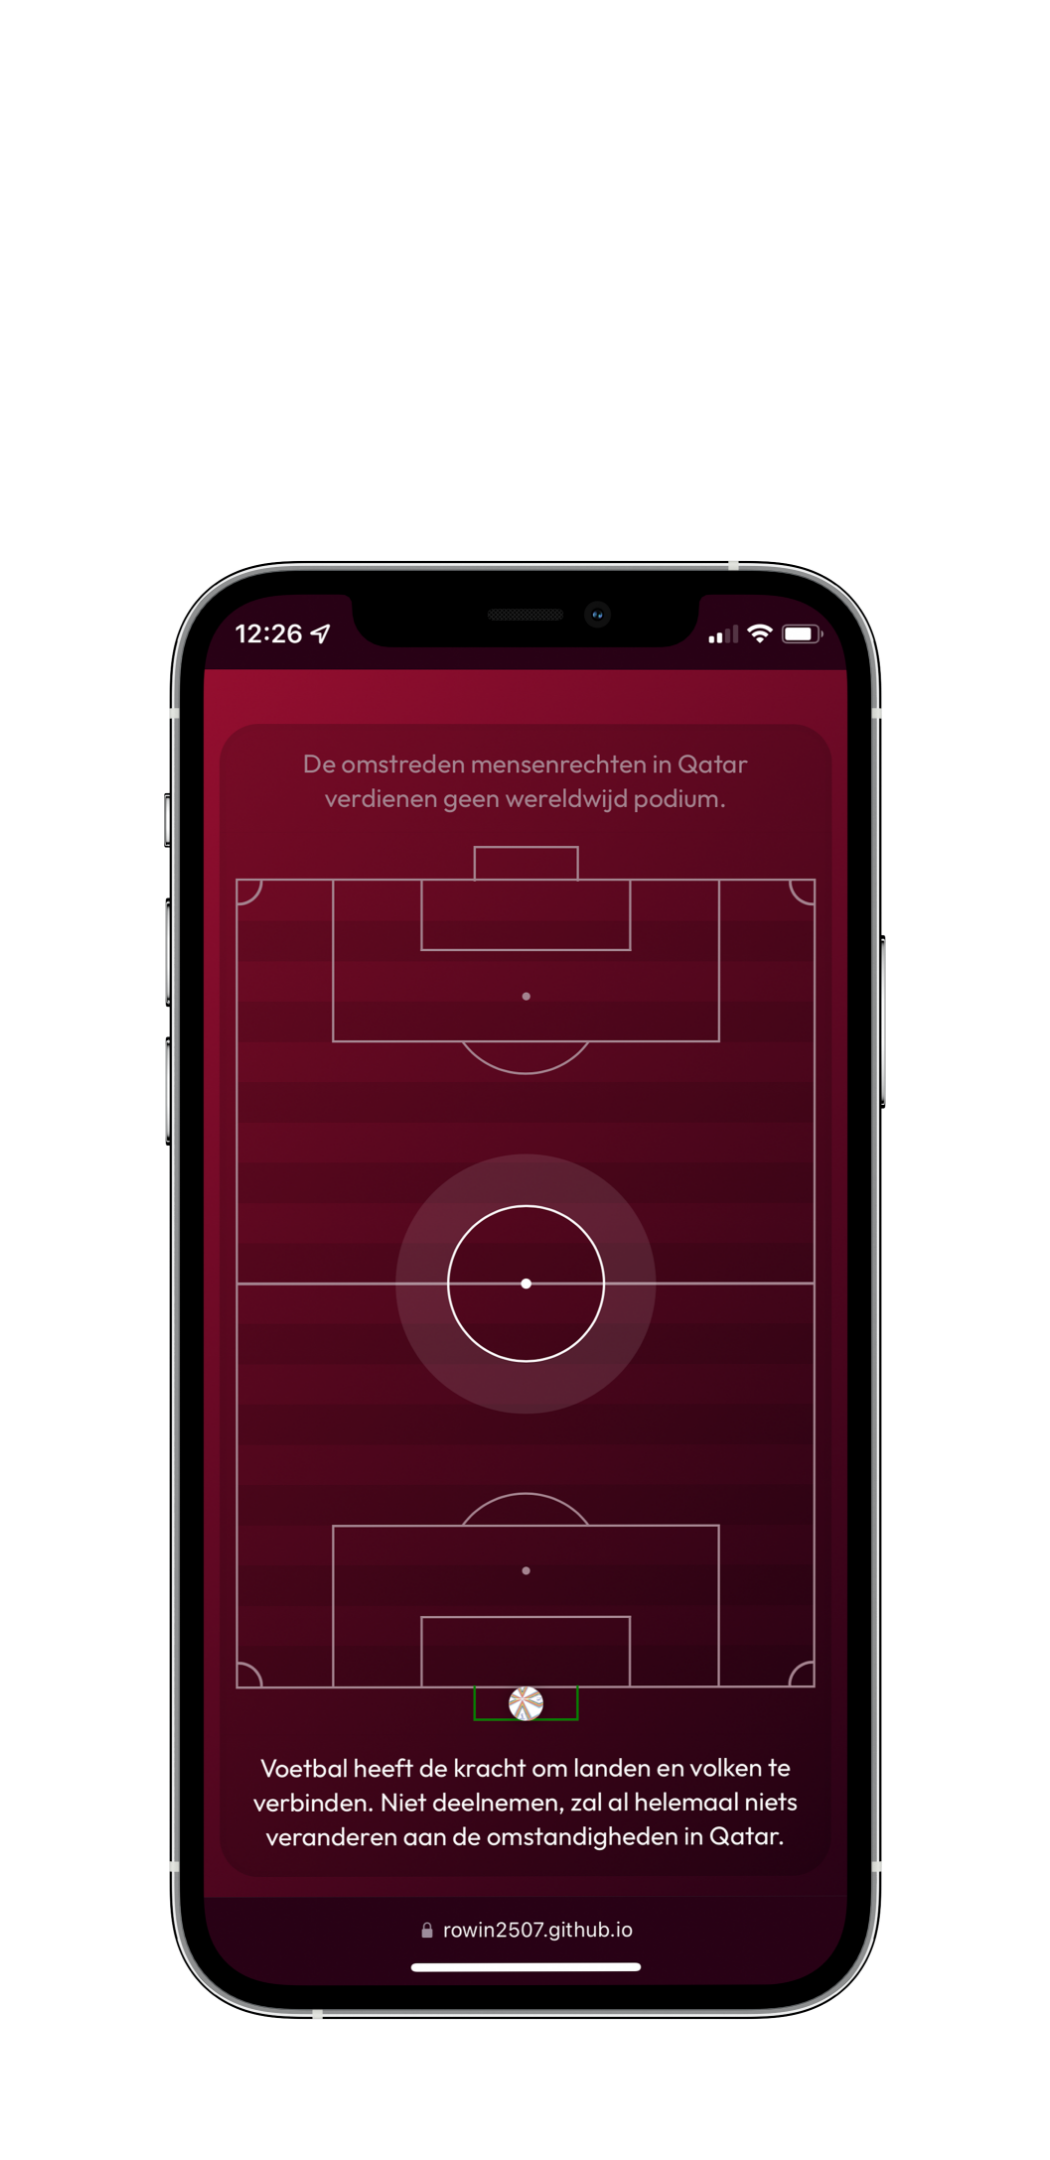 12:26
De omstreden mensenrechten in Qatar
verdienen geen wereldwijd podium.
Voetbal heeft de kracht om landen en volken te
verbinden. Niet deelnemen, zal al helemaal niets
veranderen aan de omstandigheden in Qatar.
rowin2507.github.io